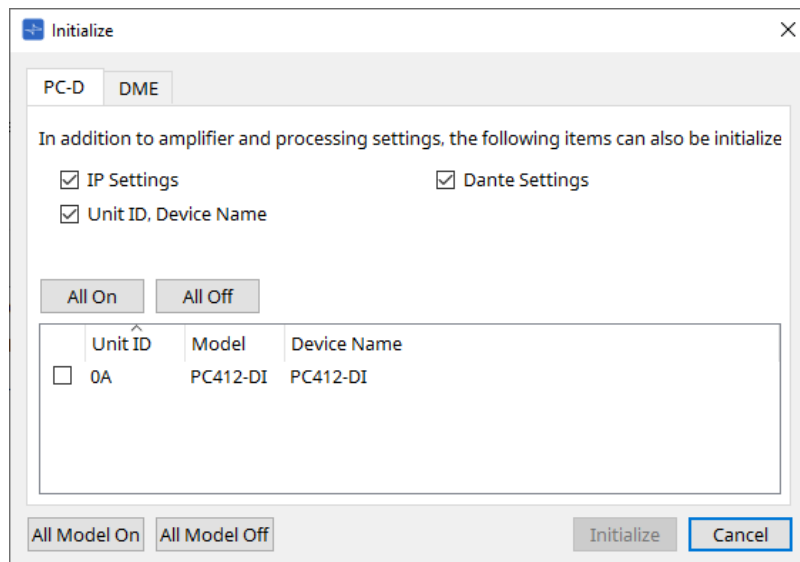 Initialize
PC-D DME
In addition to amplifier and processing settings, the following items can also be initialize
IP Settings Dante Settings
Unit ID, Device Name
All On All Off
Unit ID Model Device Name
0A PC412-DI PC412-DI
All Model On All Model Off Initialize Cancel